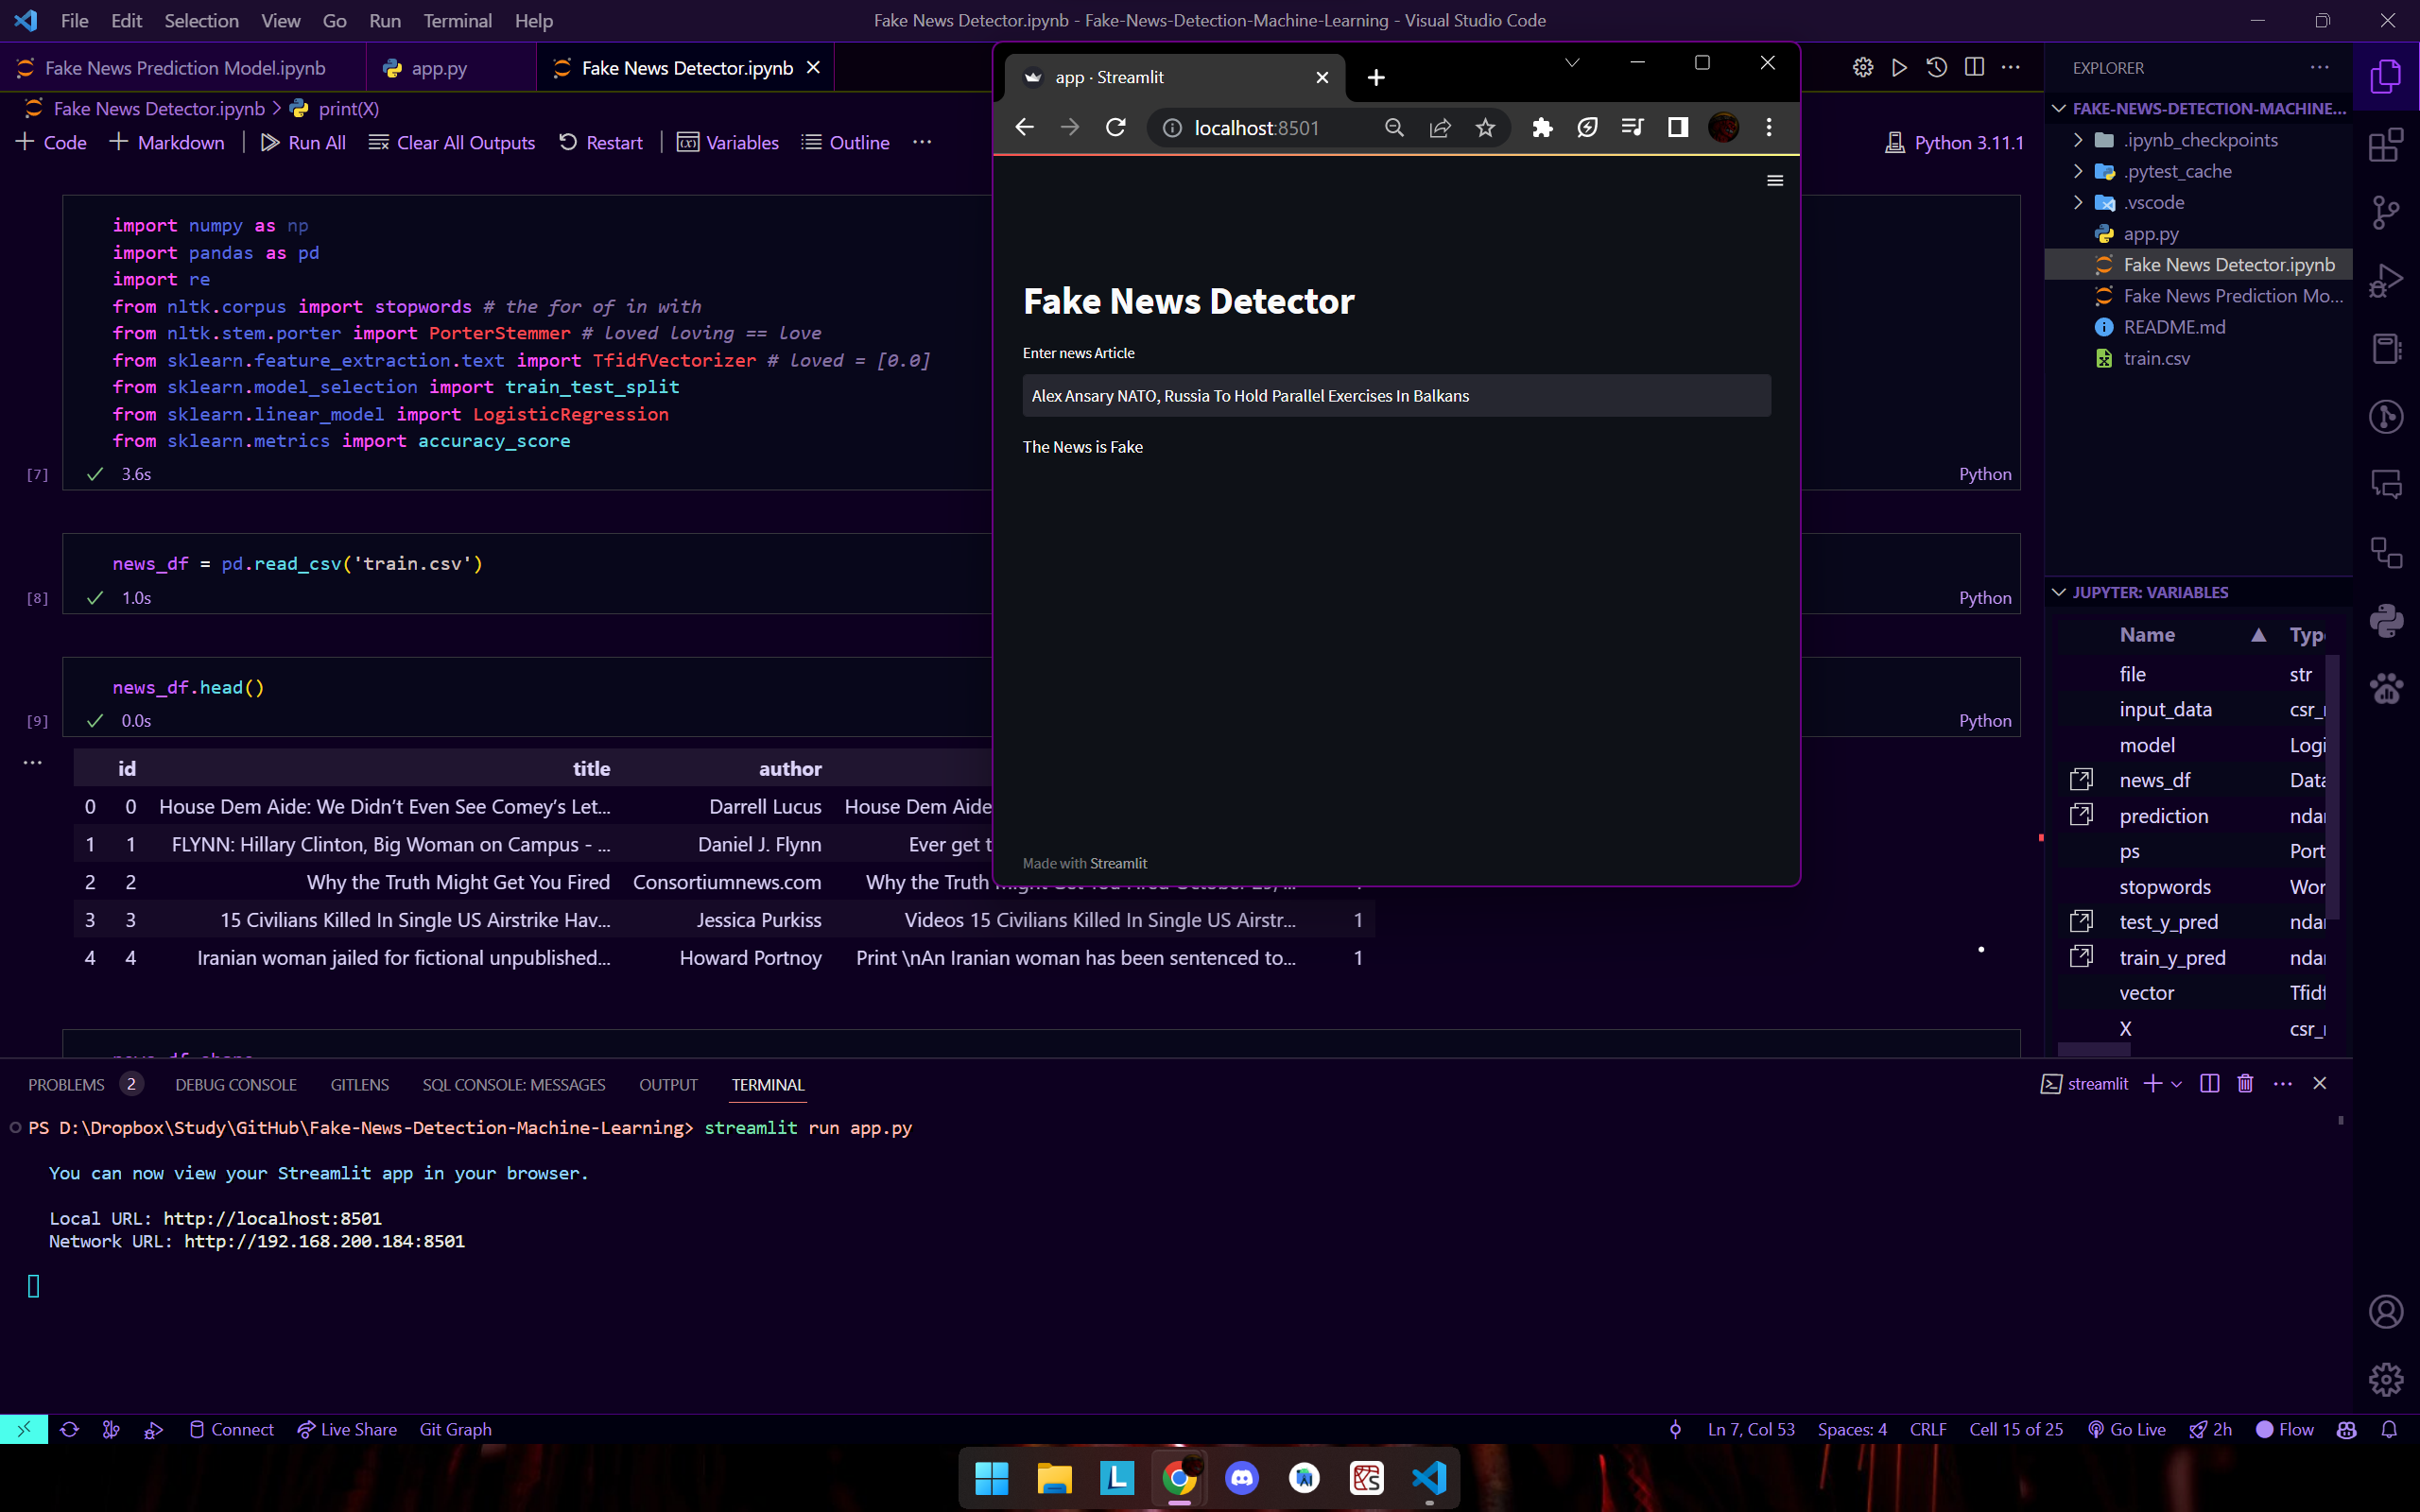 File Edit Selection View Go Run Terminal Help
Fake News Detector.ipynb - Fake-News-Detection-Machine-Learning - Visual Studio Code
Fake News Prediction Model.ipynb
app.py
Fake News Detector.ipynb
Fake News Detector.ipynb > print(X)
Code Markdown Run All Clear All Outputs Restart Variables Outline ...
Python 3.11.1
import numpy as np
import pandas as pd
import re
from nltk.corpus import stopwords # the for of in with
from nltk.stem.porter import PorterStemmer # loved loving == love
from sklearn.feature_extraction.text import TfidfVectorizer # loved = [0.0]
from sklearn.model_selection import train_test_split
from sklearn.linear_model import LogisticRegression
from sklearn.metrics import accuracy_score
[7] 3.6s Python
news_df = pd.read_csv('train.csv')
[8] 1.0s Python
news_df.head()
[9] 0.0s Python
id title author
0 0 House Dem Aide: We Didn't Even See Comey's Let... Darrell Lucus House Dem Aide
1 1 FLYNN: Hillary Clinton, Big Woman on Campus - ... Daniel J. Flynn Ever get t
2 2 Why the Truth Might Get You Fired Consortiumnews.com Why the Truth Might Get You Fired October 29,... 1
3 3 15 Civilians Killed In Single US Airstrike Hav... Jessica Purkiss Videos 15 Civilians Killed In Single US Airstr... 1
4 4 Iranian woman jailed for fictional unpublished... Howard Portnoy Print \nAn Iranian woman has been sentenced to... 1
news_df.shape
app · Streamlit
localhost:8501
Fake News Detector
Enter news Article
Alex Ansary NATO, Russia To Hold Parallel Exercises In Balkans
The News is Fake
Made with Streamlit
EXPLORER
FAKE-NEWS-DETECTION-MACHINE...
.ipynb_checkpoints
.pytest_cache
.vscode
app.py
Fake News Detector.ipynb
Fake News Prediction Mo...
README.md
train.csv
JUPYTER: VARIABLES
Name Typ
file str
input_data csr_
model Logi
news_df Data
prediction ndar
ps Port
stopwords Wor
test_y_pred ndar
train_y_pred ndar
vector Tfidf
X csr_
PROBLEMS 2 DEBUG CONSOLE GITLENS SQL CONSOLE: MESSAGES OUTPUT TERMINAL
streamlit
PS D:\Dropbox\Study\GitHub\Fake-News-Detection-Machine-Learning> streamlit run app.py
You can now view your Streamlit app in your browser.
Local URL: http://localhost:8501
Network URL: http://192.168.200.184:8501
Connect Live Share Git Graph
Ln 7, Col 53 Spaces: 4 CRLF Cell 15 of 25 Go Live 2h Flow